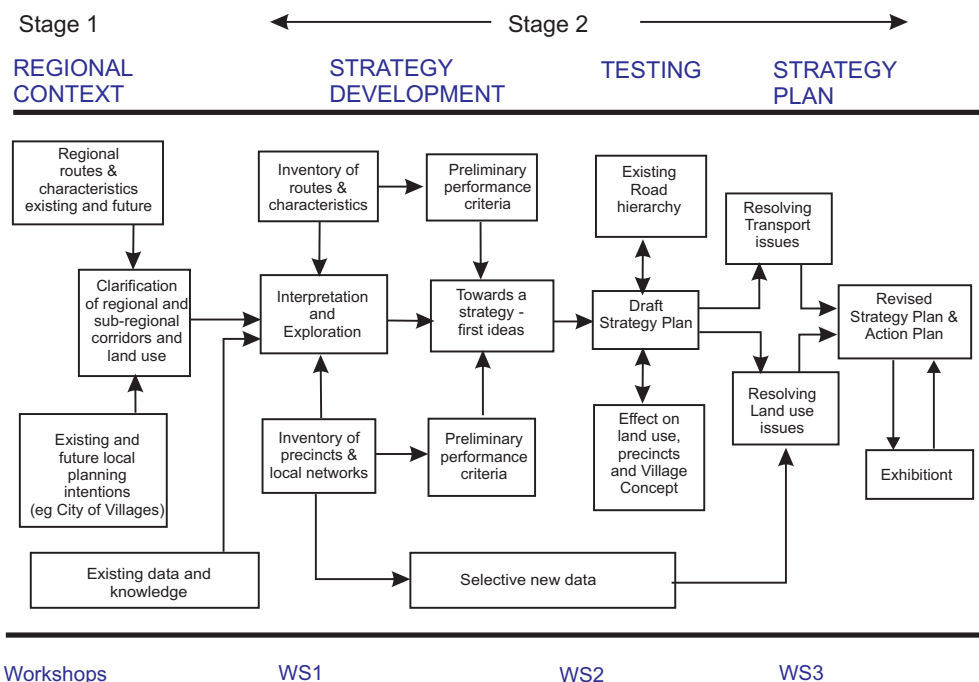 Stage 1
Stage 2
REGIONAL
CONTEXT
STRATEGY
DEVELOPMENT
TESTING
STRATEGY
PLAN
Regional
routes &
characteristics
existing and future
Inventory of
routes &
characteristics
Preliminary
performance
criteria
Existing
Road
hierarchy
Resolving
Transport
issues
Clarification
of regional and
sub-regional
corridors and
land use
Interpretation
and
Exploration
Towards a
strategy -
first ideas
Draft
Strategy Plan
Revised
Strategy Plan &
Action Plan
Existing and
future local
planning
intentions
(eg City of Villages)
Inventory of
precincts &
local networks
Preliminary
performance
criteria
Effect on
land use,
precincts
and Village
Concept
Resolving
Land use
issues
Exhibitiont
Existing data and
knowledge
Selective new data
Workshops
WS1
WS2
WS3